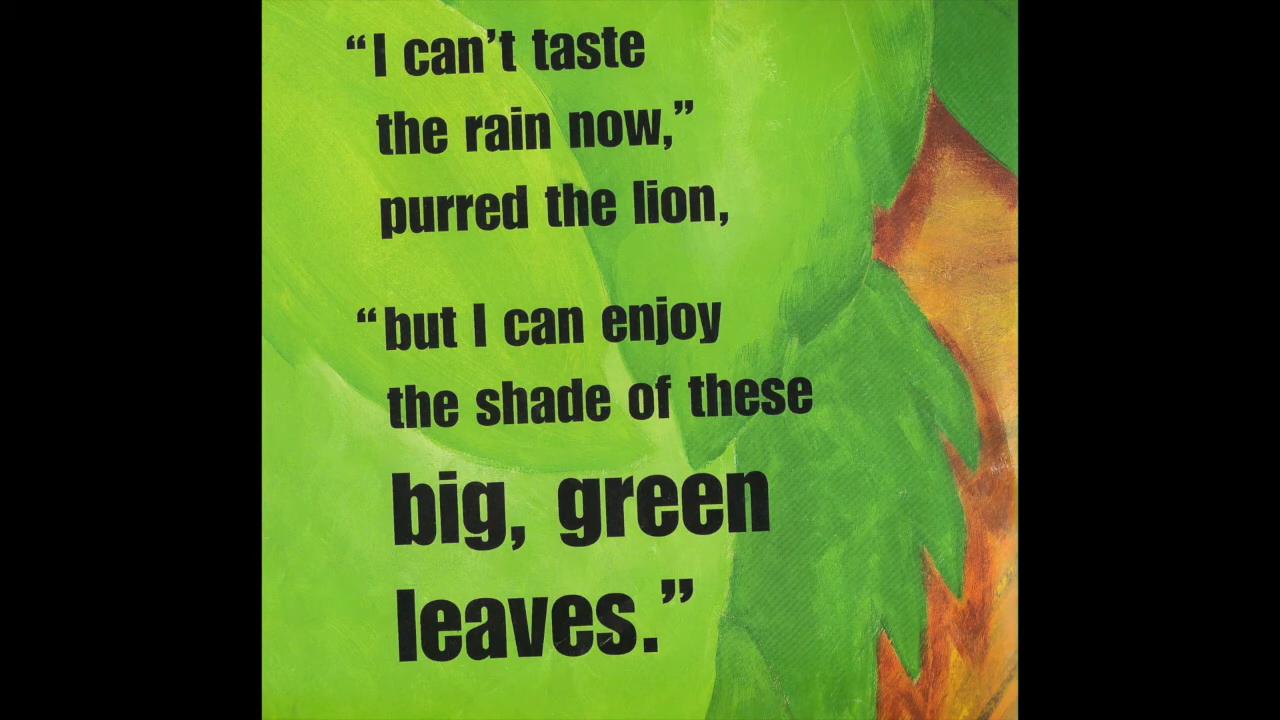 “I can’t taste
the rain now,”
purred the lion,
“but I can enjoy
the shade of these
big, green
leaves.”